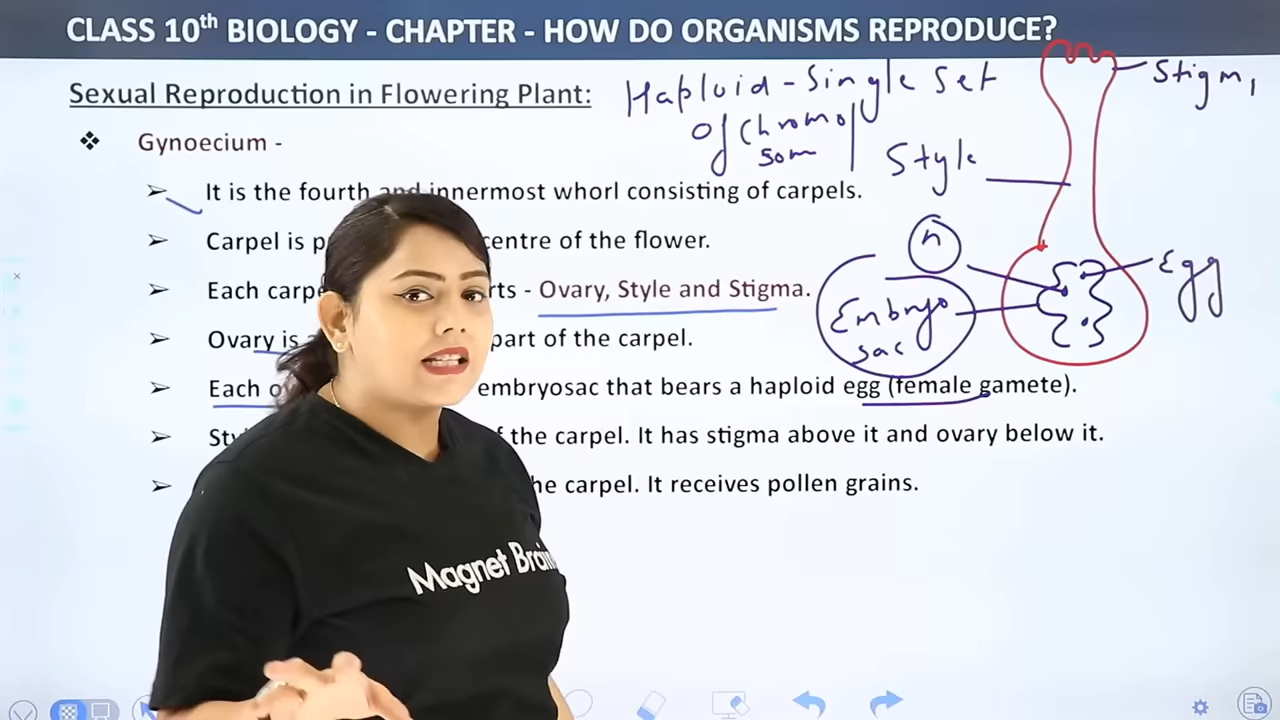 CLASS 10th BIOLOGY - CHAPTER - HOW DO ORGANISMS REPRODUCE?
Sexual Reproduction in Flowering Plant:
Haploid - Single Set
of Chromo
som
Stigm
Gynoecium -
Style
It is the fourth and innermost whorl consisting of carpels.
Carpel is centre of the flower.
n
Egg
Each carpe rts - Ovary, Style and Stigma.
Embryo
sac
Ovary is part of the carpel.
Each o embryosac that bears a haploid egg (female gamete).
Sty the carpel. It has stigma above it and ovary below it.
he carpel. It receives pollen grains.
Magnet Brain